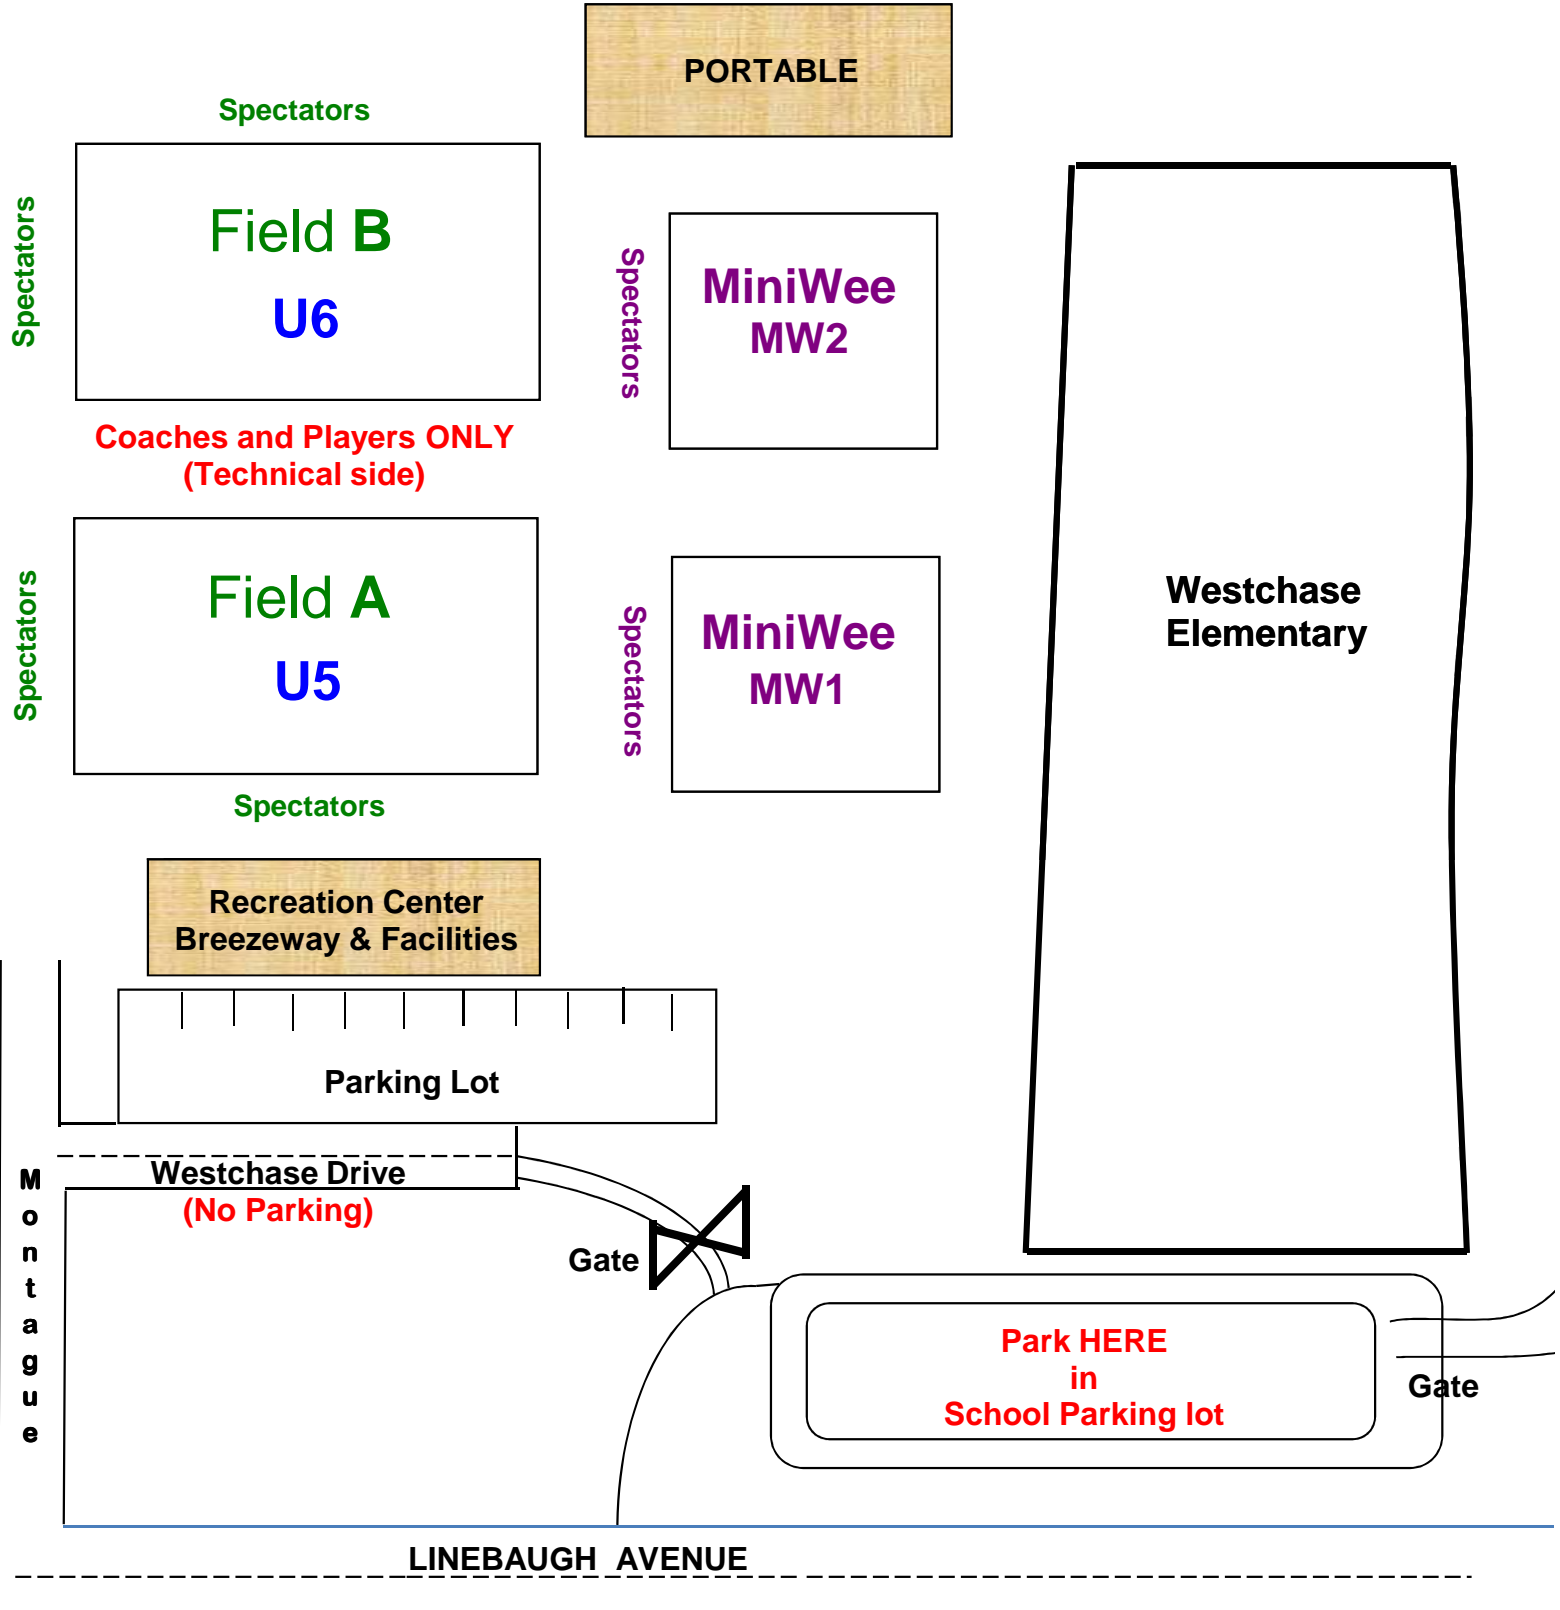 PORTABLE
Spectators
Spectators
Field B
U6
Spectators
MiniWee
MW2
Coaches and Players ONLY
(Technical side)
Spectators
Field A
U5
Spectators
MiniWee
MW1
Westchase
Elementary
Spectators
Recreation Center
Breezeway & Facilities
Parking Lot
Montague
Westchase Drive
(No Parking)
Gate
Park HERE
in
School Parking lot
Gate
LINEBAUGH AVENUE